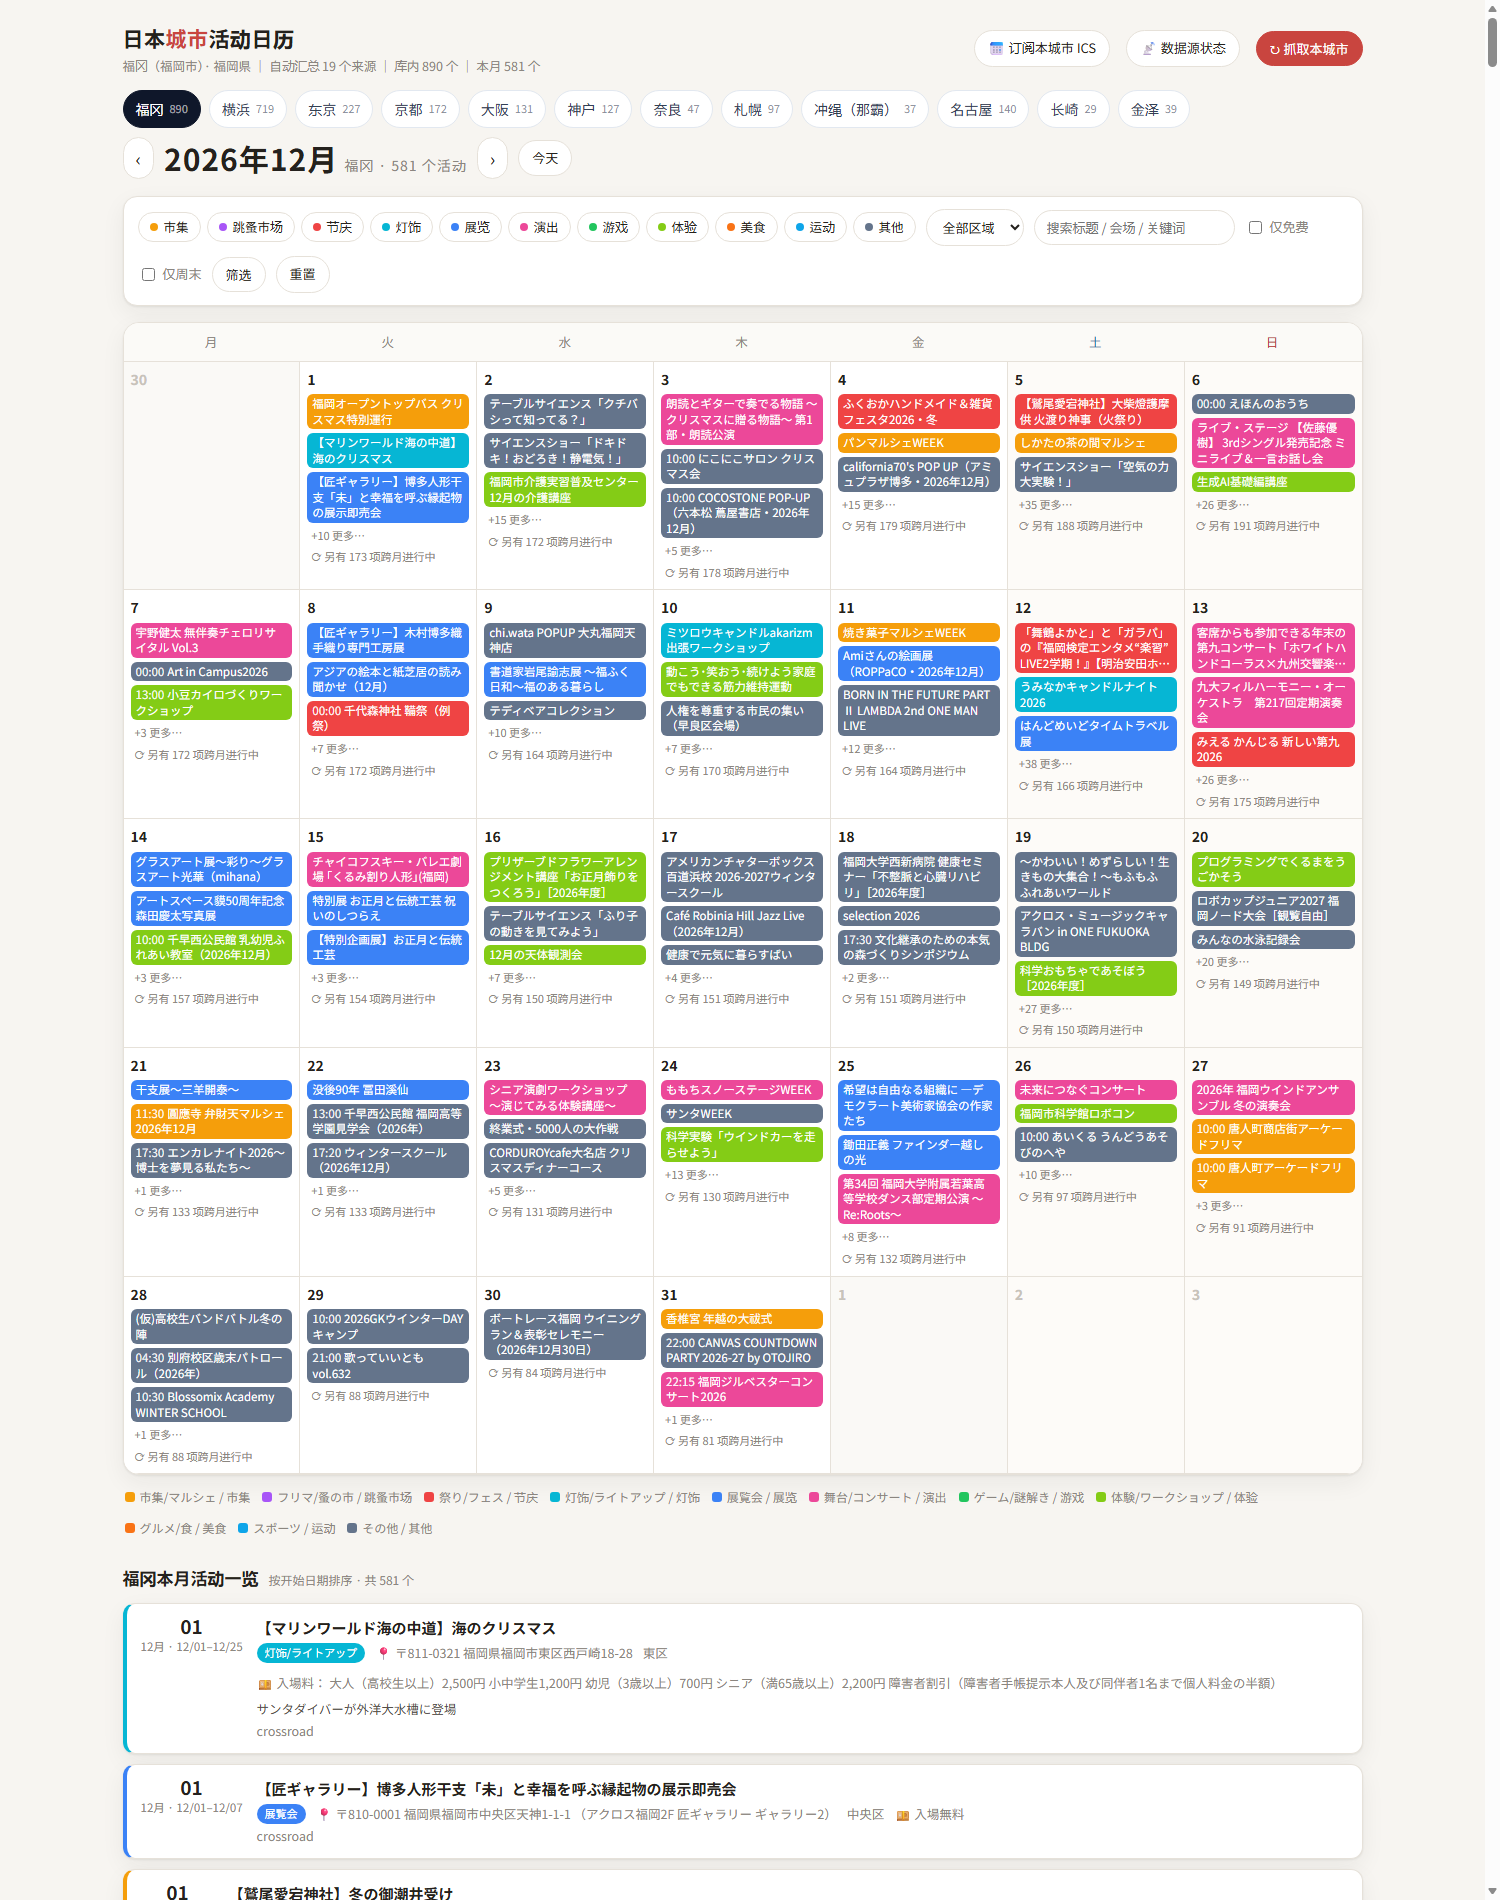 日本城市活动日历
福冈（福岡市）· 福岡県 ｜ 自动汇总 19 个来源 ｜ 库内 890 个 ｜ 本月 581 个
订阅本城市 ICS
数据源状态
↻ 抓取本城市
福冈 890
横滨 719
东京 227
京都 172
大阪 131
神户 127
奈良 47
札幌 97
冲绳（那霸） 37
名古屋 140
长崎 29
金泽 39
‹ 2026年12月 福冈 · 581 个活动 › 今天
市集
跳蚤市场
节庆
灯饰
展览
演出
游戏
体验
美食
运动
其他
全部区域
搜索标题 / 会场 / 关键词
仅免费
仅周末
筛选
重置
月 火 水 木 金 土 日
30
1
福岡オープントップバス クリ
スマス特別運行
【マリンワールド海の中道】
海のクリスマス
【匠ギャラリー】博多人形干
支「未」と幸福を呼ぶ縁起物
の展示即売会
+10 更多…
⟳ 另有 173 项跨月进行中
2
テーブルサイエンス「クチバ
シって知ってる？」
サイエンスショー「ドキド
キ！おどろき！静電気！」
福岡市介護実習普及センター
12月の介護講座
+15 更多…
⟳ 另有 172 项跨月进行中
3
朗読とギターで奏でる物語 〜
クリスマスに贈る物語〜 第1
部・朗読公演
10:00 にこにこサロン クリス
マス会
10:00 COCOSTONE POP-UP
（六本松 蔦屋書店・2026年
12月）
+5 更多…
⟳ 另有 178 项跨月进行中
4
ふくおかハンドメイド＆雑貨
フェスタ2026・冬
パンマルシェWEEK
california70's POP UP（アミ
ュプラザ博多・2026年12月）
+15 更多…
⟳ 另有 179 项跨月进行中
5
【鷲尾愛宕神社】大柴燈護摩
供 火渡り神事（火祭り）
しかたの茶の間マルシェ
サイエンスショー「空気の力
大実験！」
+35 更多…
⟳ 另有 188 项跨月进行中
6
00:00 えほんのおうち
ライブ・ステージ 【佐藤優
樹】 3rdシングル発売記念 ミ
ニライブ＆一言お話し会
生成AI基礎編講座
+26 更多…
⟳ 另有 191 项跨月进行中
7
宇野健太 無伴奏チェロリサ
イタル Vol.3
00:00 Art in Campus2026
13:00 小豆カイロづくりワー
クショップ
+3 更多…
⟳ 另有 172 项跨月进行中
8
【匠ギャラリー】木村博多織
手織り専門工房展
アジアの絵本と紙芝居の読み
聞かせ（12月）
00:00 千代森神社 鞴祭（例
祭）
+7 更多…
⟳ 另有 172 项跨月进行中
9
chi.wata POPUP 大丸福岡天
神店
書道家岩尾諭志展〜福ふく
日和〜福のある暮らし
テディベアコレクション
+10 更多…
⟳ 另有 164 项跨月进行中
10
ミツロウキャンドルakarizm
出張ワークショップ
動こう·笑おう·続けよう家庭
でもできる筋力維持運動
人権を尊重する市民の集い
（早良区会場）
+7 更多…
⟳ 另有 170 项跨月进行中
11
焼き菓子マルシェWEEK
Amiさんの絵画展
（ROPPaCO・2026年12月）
BORN IN THE FUTURE PART
Ⅱ LAMBDA 2nd ONE MAN
LIVE
+12 更多…
⟳ 另有 164 项跨月进行中
12
「舞鶴よかと」と「ガラパ」
の『福岡検定エンタメ“楽習”
LIVE2学期！』【明治安田ホ…
うみなかキャンドルナイト
2026
はんどめいどタイムトラベル
展
+38 更多…
⟳ 另有 166 项跨月进行中
13
客席からも参加できる年末の
第九コンサート「ホワイトハ
ンドコーラス×九州交響楽…
九大フィルハーモニー・オー
ケストラ　第217回定期演奏
会
みえる かんじる 新しい第九
2026
+26 更多…
⟳ 另有 175 项跨月进行中
14
グラスアート展〜彩り〜グラ
スアート光華（mihana）
アートスペース貘50周年記念
森田慶太写真展
10:00 千早西公民館 乳幼児ふ
れあい教室（2026年12月）
+3 更多…
⟳ 另有 157 项跨月进行中
15
チャイコフスキー・バレエ劇
場「くるみ割り人形」(福岡)
特別展 お正月と伝統工芸 祝
いのしつらえ
【特別企画展】お正月と伝統
工芸
+3 更多…
⟳ 另有 154 项跨月进行中
16
プリザーブドフラワーアレン
ジメント講座「お正月飾りを
つくろう」［2026年度］
テーブルサイエンス「ふり子
の動きを見てみよう」
12月の天体観測会
+7 更多…
⟳ 另有 150 项跨月进行中
17
アメリカンチャターボックス
百道浜校 2026-2027ウィンタ
ースクール
Café Robinia Hill Jazz Live
（2026年12月）
健康で元気に暮らすばい
+4 更多…
⟳ 另有 151 项跨月进行中
18
福岡大学西新病院 健康セミ
ナー「不整脈と心臓リハビ
リ」［2026年度］
selection 2026
17:30 文化継承のための本気
の森づくりシンポジウム
+2 更多…
⟳ 另有 151 项跨月进行中
19
〜かわいい！めずらしい！生
きもの大集合！〜もふもふ
ふれあいワールド
アクロス・ミュージックキャ
ラバン in ONE FUKUOKA
BLDG
科学おもちゃであそぼう
［2026年度］
+27 更多…
⟳ 另有 150 项跨月进行中
20
プログラミングでくるまをう
ごかそう
ロボカップジュニア2027 福
岡ノード大会［観覧自由］
みんなの水泳記録会
+20 更多…
⟳ 另有 149 项跨月进行中
21
干支展〜三羊開泰〜
11:30 圓應寺 弁財天マルシェ
2026年12月
17:30 エンカレナイト2026〜
博士を夢見る私たち〜
+1 更多…
⟳ 另有 133 项跨月进行中
22
没後90年 冨田溪仙
13:00 千早西公民館 福岡高等
学園見学会（2026年）
17:20 ウィンタースクール
（2026年12月）
+1 更多…
⟳ 另有 133 项跨月进行中
23
シニア演劇ワークショップ
〜演じてみる体験講座〜
終業式・5000人の大作戦
CORDUROYcafe大名店 クリ
スマスディナーコース
+5 更多…
⟳ 另有 131 项跨月进行中
24
ももちスノーステージWEEK
サンタWEEK
科学実験「ウインドカーを走
らせよう」
+13 更多…
⟳ 另有 130 项跨月进行中
25
希望は自由なる組織に ーデ
モクラート美術家協会の作家
たち
鋤田正義 ファインダー越し
の光
第34回 福岡大学附属若葉高
等学校ダンス部定期公演 〜
Re:Roots〜
+8 更多…
⟳ 另有 132 项跨月进行中
26
未来につなぐコンサート
福岡市科学館ロボコン
10:00 あいくる うんどうあそ
びのへや
+10 更多…
⟳ 另有 97 项跨月进行中
27
2026年 福岡ウインドアンサ
ンブル 冬の演奏会
10:00 唐人町商店街アーケー
ドフリマ
10:00 唐人町アーケードフリ
マ
+3 更多…
⟳ 另有 91 项跨月进行中
28
(仮)高校生バンドバトル冬の
陣
04:30 別府校区歳末パトロー
ル（2026年）
10:30 Blossomix Academy
WINTER SCHOOL
+1 更多…
⟳ 另有 88 项跨月进行中
29
10:00 2026GKウインターDAY
キャンプ
21:00 歌っていいとも
vol.632
⟳ 另有 88 项跨月进行中
30
ボートレース福岡 ウイニング
ラン＆表彰セレモニー
（2026年12月30日）
⟳ 另有 84 项跨月进行中
31
香椎宮 年越の大祓式
22:00 CANVAS COUNTDOWN
PARTY 2026-27 by OTOJIRO
22:15 福岡ジルベスターコン
サート2026
+1 更多…
⟳ 另有 81 项跨月进行中
1
2
3
市集/マルシェ / 市集 フリマ/蚤の市 / 跳蚤市场 祭り/フェス / 节庆 灯饰/ライトアップ / 灯饰 展覧会 / 展览 舞台/コンサート / 演出 ゲーム/謎解き / 游戏 体験/ワークショップ / 体验
グルメ/食 / 美食 スポーツ / 运动 その他 / 其他
福冈本月活动一览 按开始日期排序 · 共 581 个
01
12月 · 12/01–12/25
【マリンワールド海の中道】海のクリスマス
灯饰/ライトアップ 〒811-0321 福岡県福岡市東区西戸崎18-28 東区
入場料： 大人（高校生以上）2,500円 小中学生1,200円 幼児（3歳以上）700円 シニア（満65歳以上）2,200円 障害者割引（障害者手帳提示本人及び同伴者1名まで個人料金の半額）
サンタダイバーが外洋大水槽に登場
crossroad
01
12月 · 12/01–12/07
【匠ギャラリー】博多人形干支「未」と幸福を呼ぶ縁起物の展示即売会
展覧会 〒810-0001 福岡県福岡市中央区天神1-1-1 （アクロス福岡2F 匠ギャラリー ギャラリー2） 中央区 入場無料
crossroad
01
【鷲尾愛宕神社】冬の御潮井受け